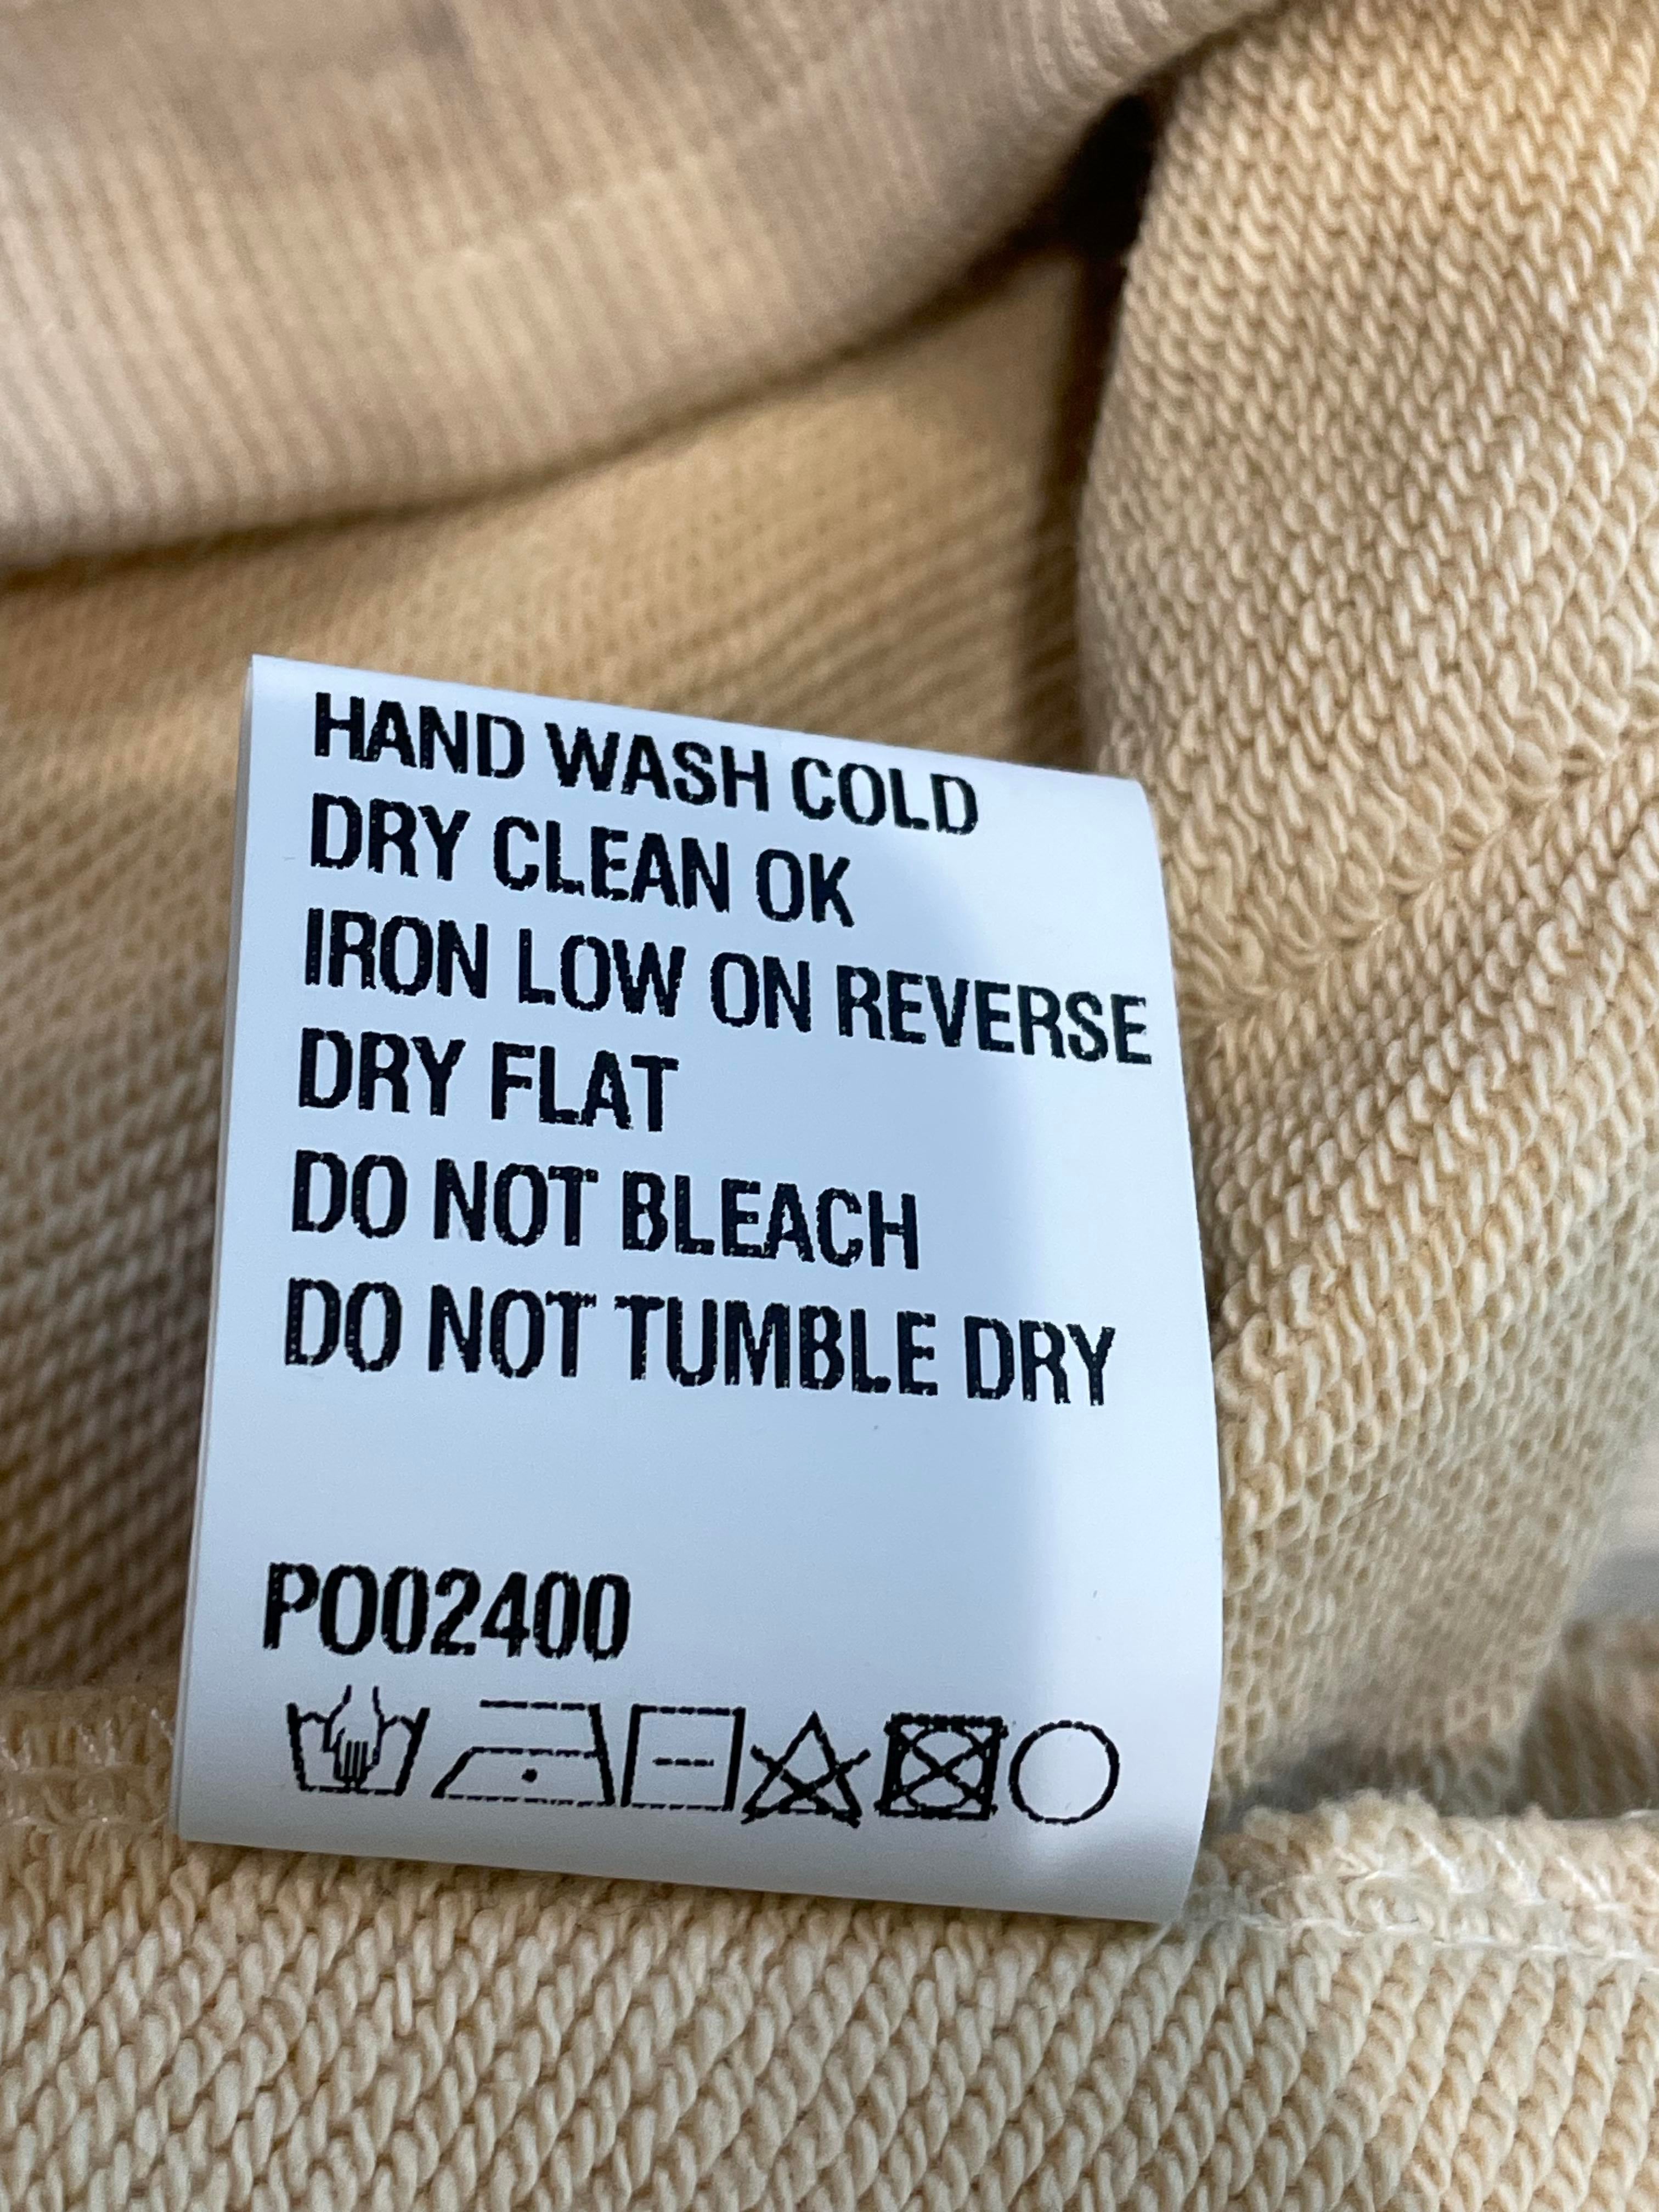 HAND WASH COLD
DRY CLEAN OK
IRON LOW ON REVERSE
DRY FLAT
DO NOT BLEACH
DO NOT TUMBLE DRY
PO02400